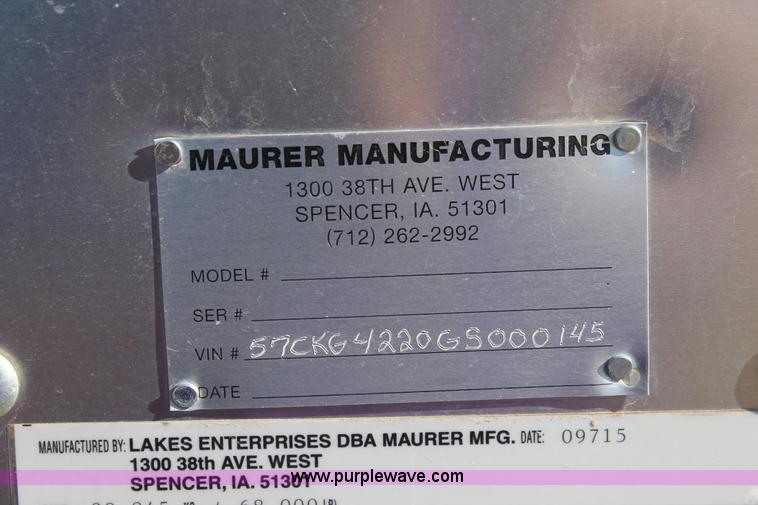 MAURER MANUFACTURING
1300 38TH AVE. WEST
SPENCER, IA. 51301
(712) 262-2992
MODEL #
SER #
VIN # 57CKG4220GS000145
DATE
MANUFACTURED BY: LAKES ENTERPRISES DBA MAURER MFG. DATE: 09715
1300 38th AVE. WEST
SPENCER, IA. 51301
www.purplewave.com